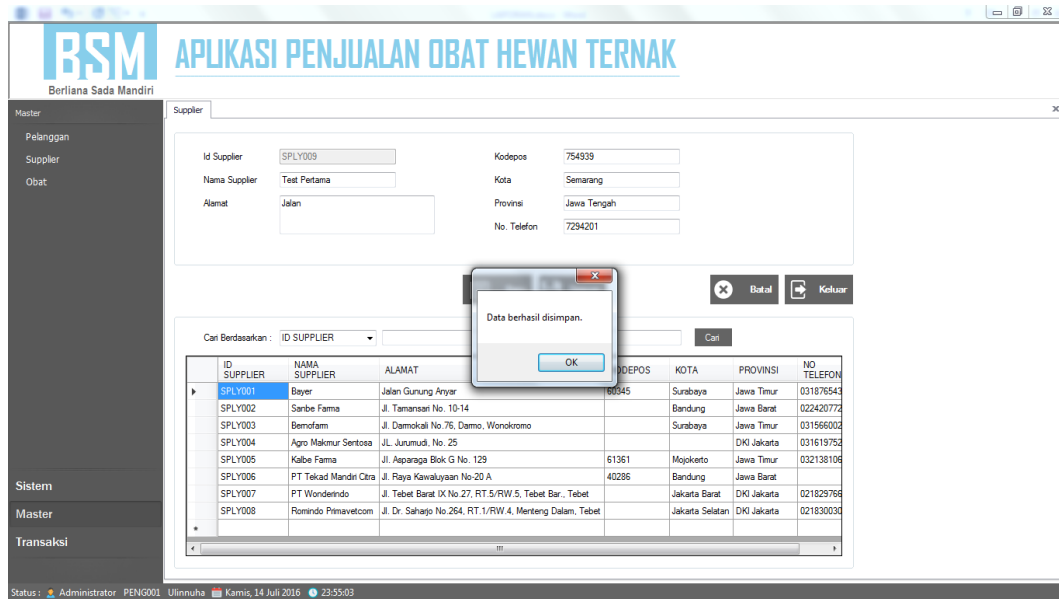 BSM
Berliana Sada Mandiri
APLIKASI PENJUALAN OBAT HEWAN TERNAK
Master
Pelanggan
Supplier
Obat
Supplier
Id Supplier SPLY009 Kodepos 754939
Nama Supplier Test Pertama Kota Semarang
Alamat Jalan Provinsi Jawa Tengah
No. Telefon 7294201
Batal Keluar
Data berhasil disimpan.
OK
Cari Berdasarkan : ID SUPPLIER Cari
ID SUPPLIER NAMA SUPPLIER ALAMAT ODEPOS KOTA PROVINSI NO TELEFON
SPLY001 Bayer Jalan Gunung Anyar 60345 Surabaya Jawa Timur 031876543
SPLY002 Sanbe Farma Jl. Tamansari No. 10-14 Bandung Jawa Barat 022420772
SPLY003 Bernofarm Jl. Darmokali No.76, Darmo, Wonokromo Surabaya Jawa Timur 031566002
SPLY004 Agro Makmur Sentosa JL. Jurumudi, No. 25 DKI Jakarta 031619752
SPLY005 Kalbe Farma Jl. Asparaga Blok G No. 129 61361 Mojokerto Jawa Timur 032138106
SPLY006 PT Tekad Mandiri Citra Jl. Raya Kawaluyaan No-20 A 40286 Bandung Jawa Barat
SPLY007 PT Wonderindo Jl. Tebet Barat IX No.27, RT.5/RW.5, Tebet Bar., Tebet Jakarta Barat DKI Jakarta 021829766
SPLY008 Romindo Primavetcom Jl. Dr. Saharjo No.264, RT.1/RW.4, Menteng Dalam, Tebet Jakarta Selatan DKI Jakarta 021830030
Sistem
Master
Transaksi
Status : Administrator PENG001 Ulinnuha Kamis, 14 Juli 2016 23:55:03